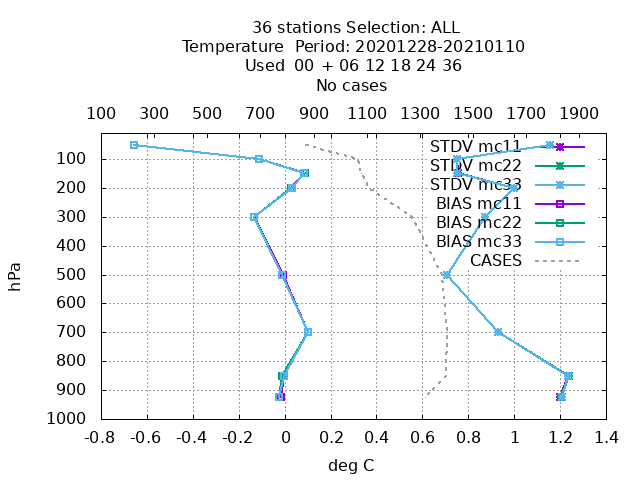 36 stations Selection: ALL
Temperature  Period: 20201228-20210110
Used  00 + 06 12 18 24 36
No cases
100 300 500 700 900 1100 1300 1500 1700 1900
STDV mc11
STDV mc22
STDV mc33
BIAS mc11
BIAS mc22
BIAS mc33
CASES
100
200
300
400
500
600
700
800
900
1000
hPa
-0.8 -0.6 -0.4 -0.2 0 0.2 0.4 0.6 0.8 1 1.2 1.4
deg C